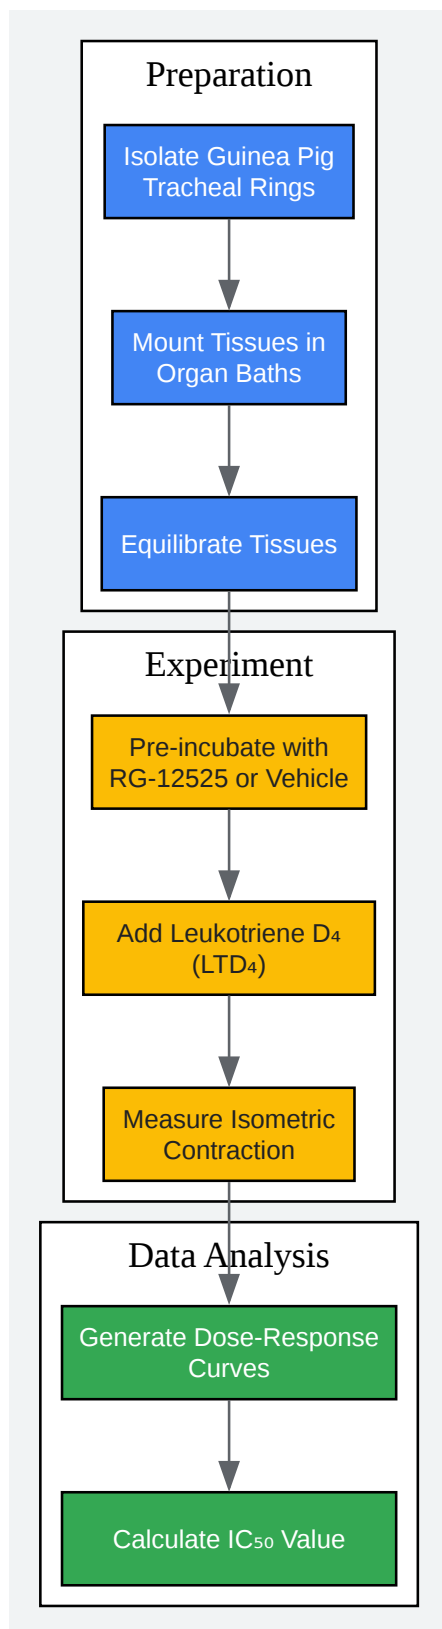 Preparation
Isolate Guinea Pig
Tracheal Rings
Mount Tissues in
Organ Baths
Equilibrate Tissues
Experiment
Pre-incubate with
RG-12525 or Vehicle
Add Leukotriene D₄
(LTD₄)
Measure Isometric
Contraction
Data Analysis
Generate Dose-Response
Curves
Calculate IC₅₀ Value